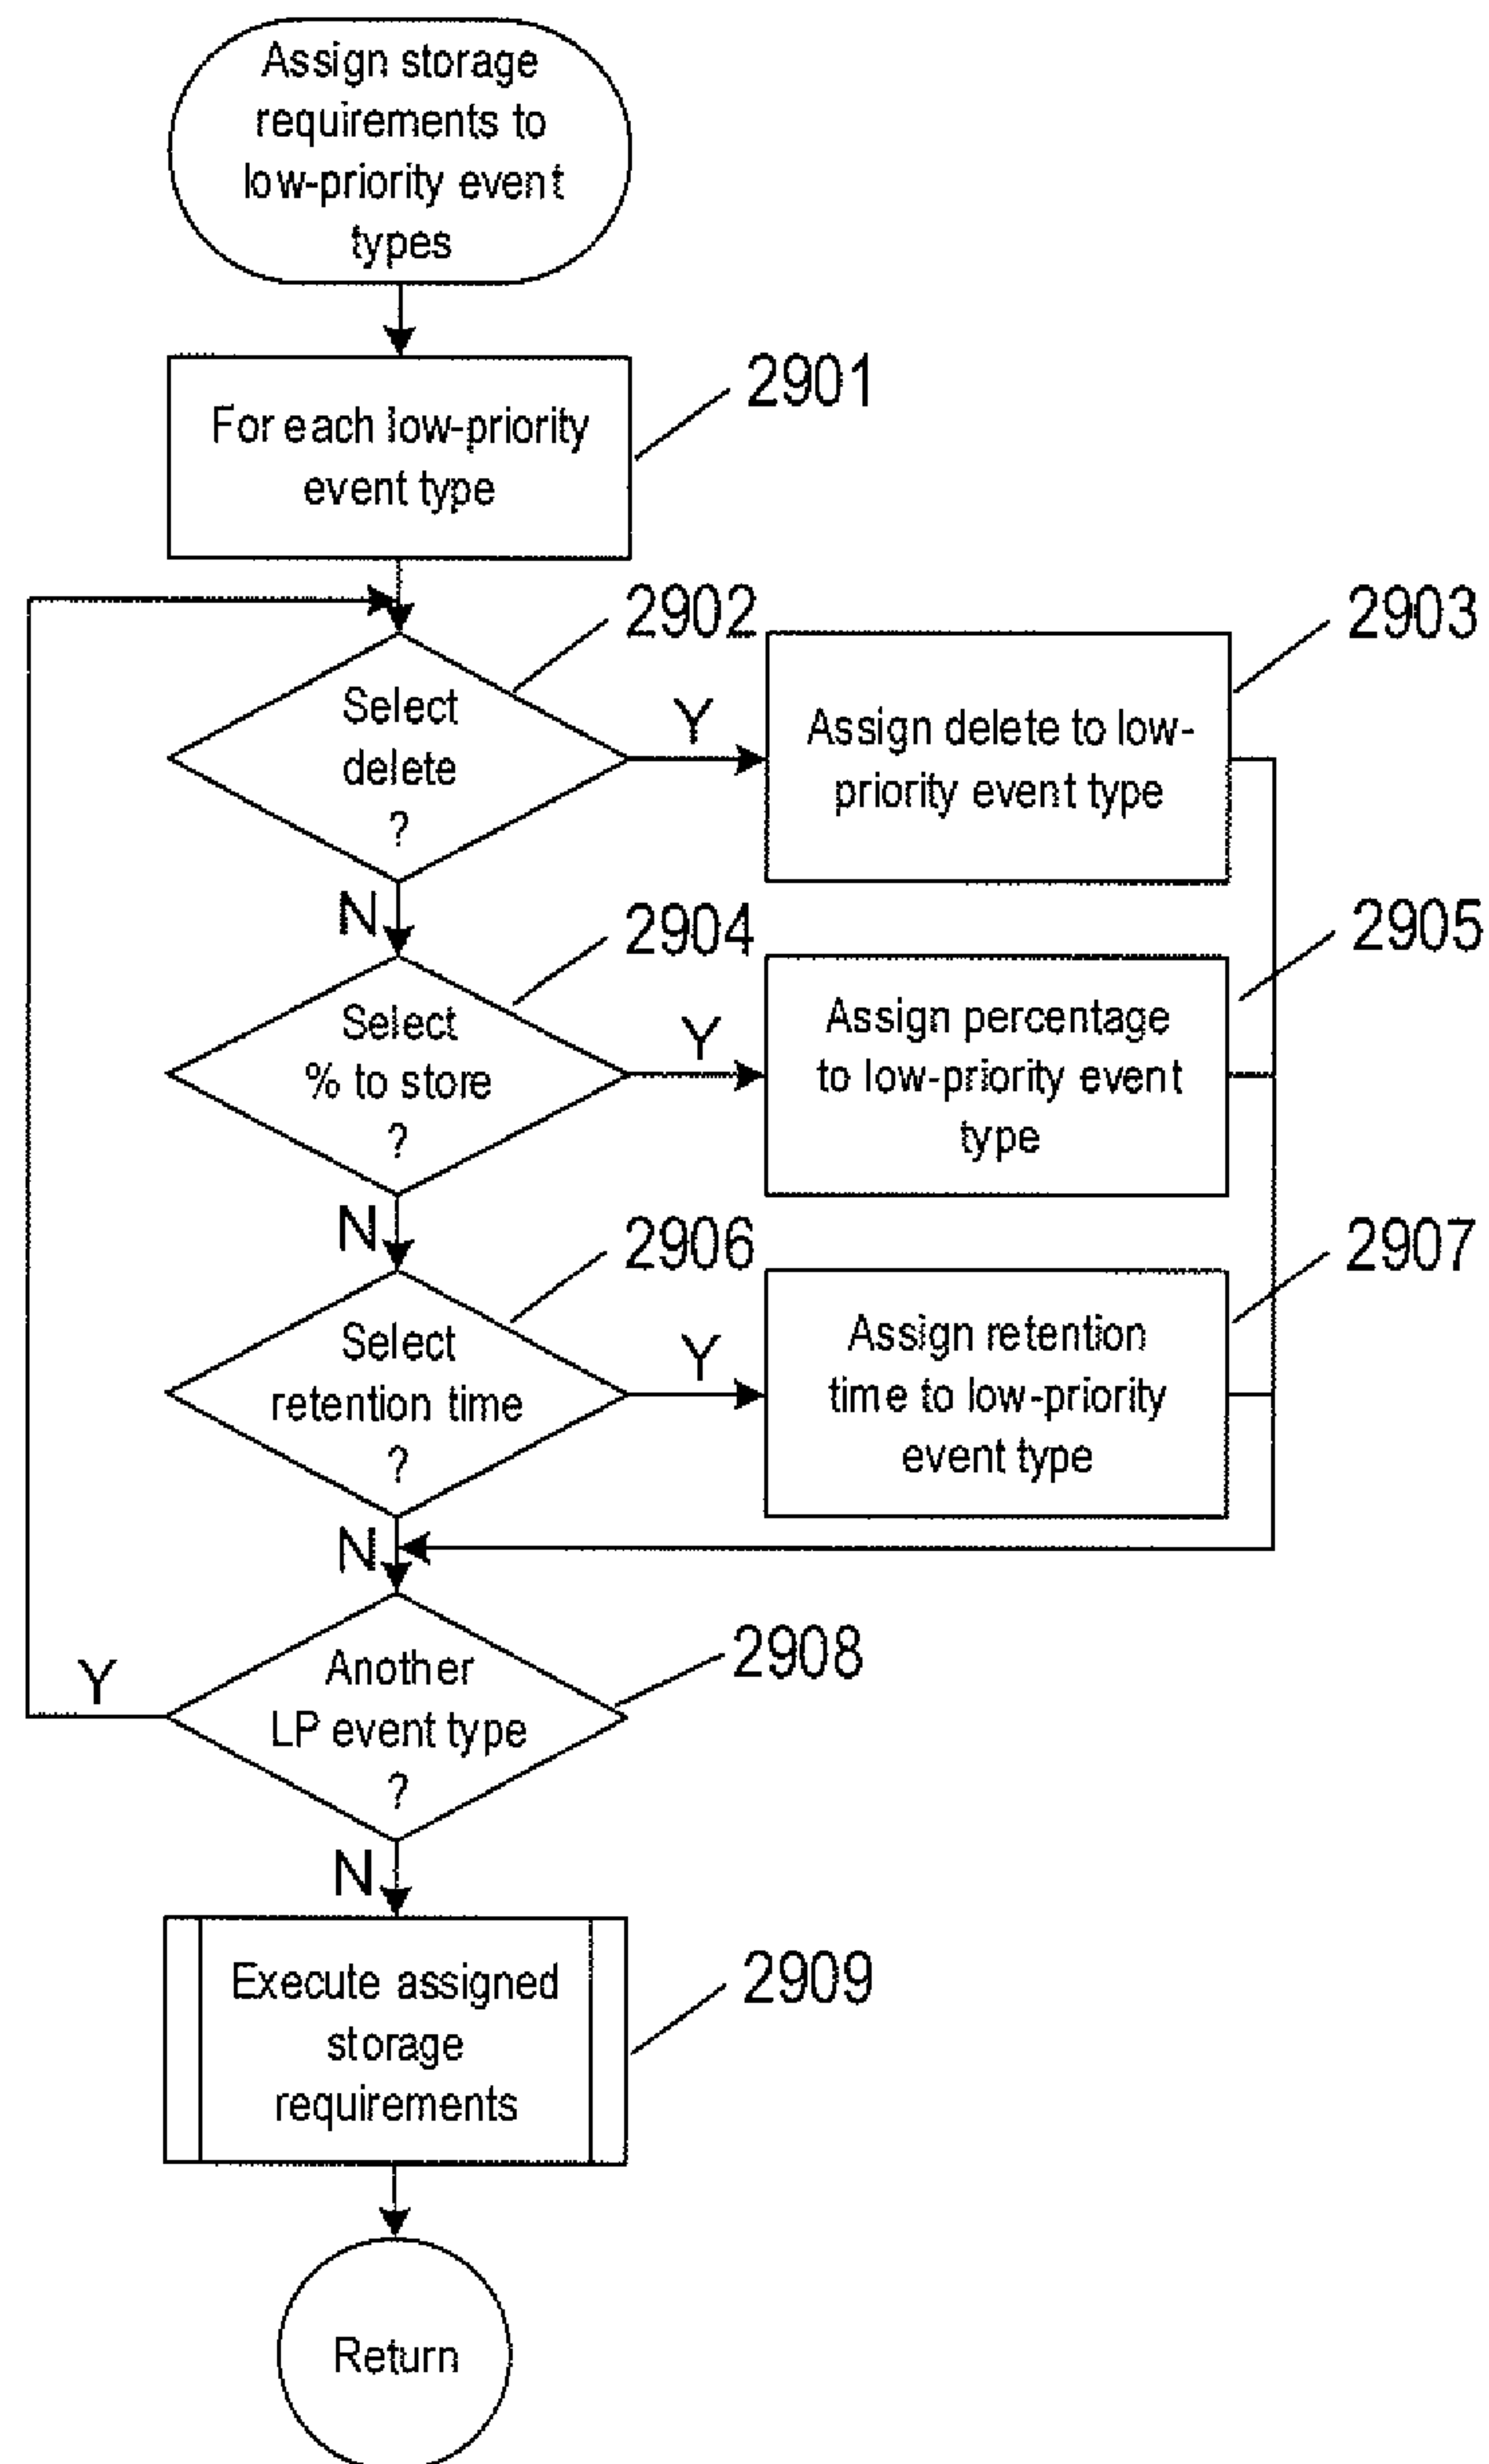 Assign storage
requirements to
low-priority event
types
2901
For each low-priority
event type
2902
Select
delete
?
Y
2903
Assign delete to low-
priority event type
N
2904
Select
% to store
?
Y
2905
Assign percentage
to low-priority event
type
N
2906
Select
retention time
?
Y
2907
Assign retention
time to low-priority
event type
N
2908
Another
LP event type
?
Y
N
2909
Execute assigned
storage
requirements
Return